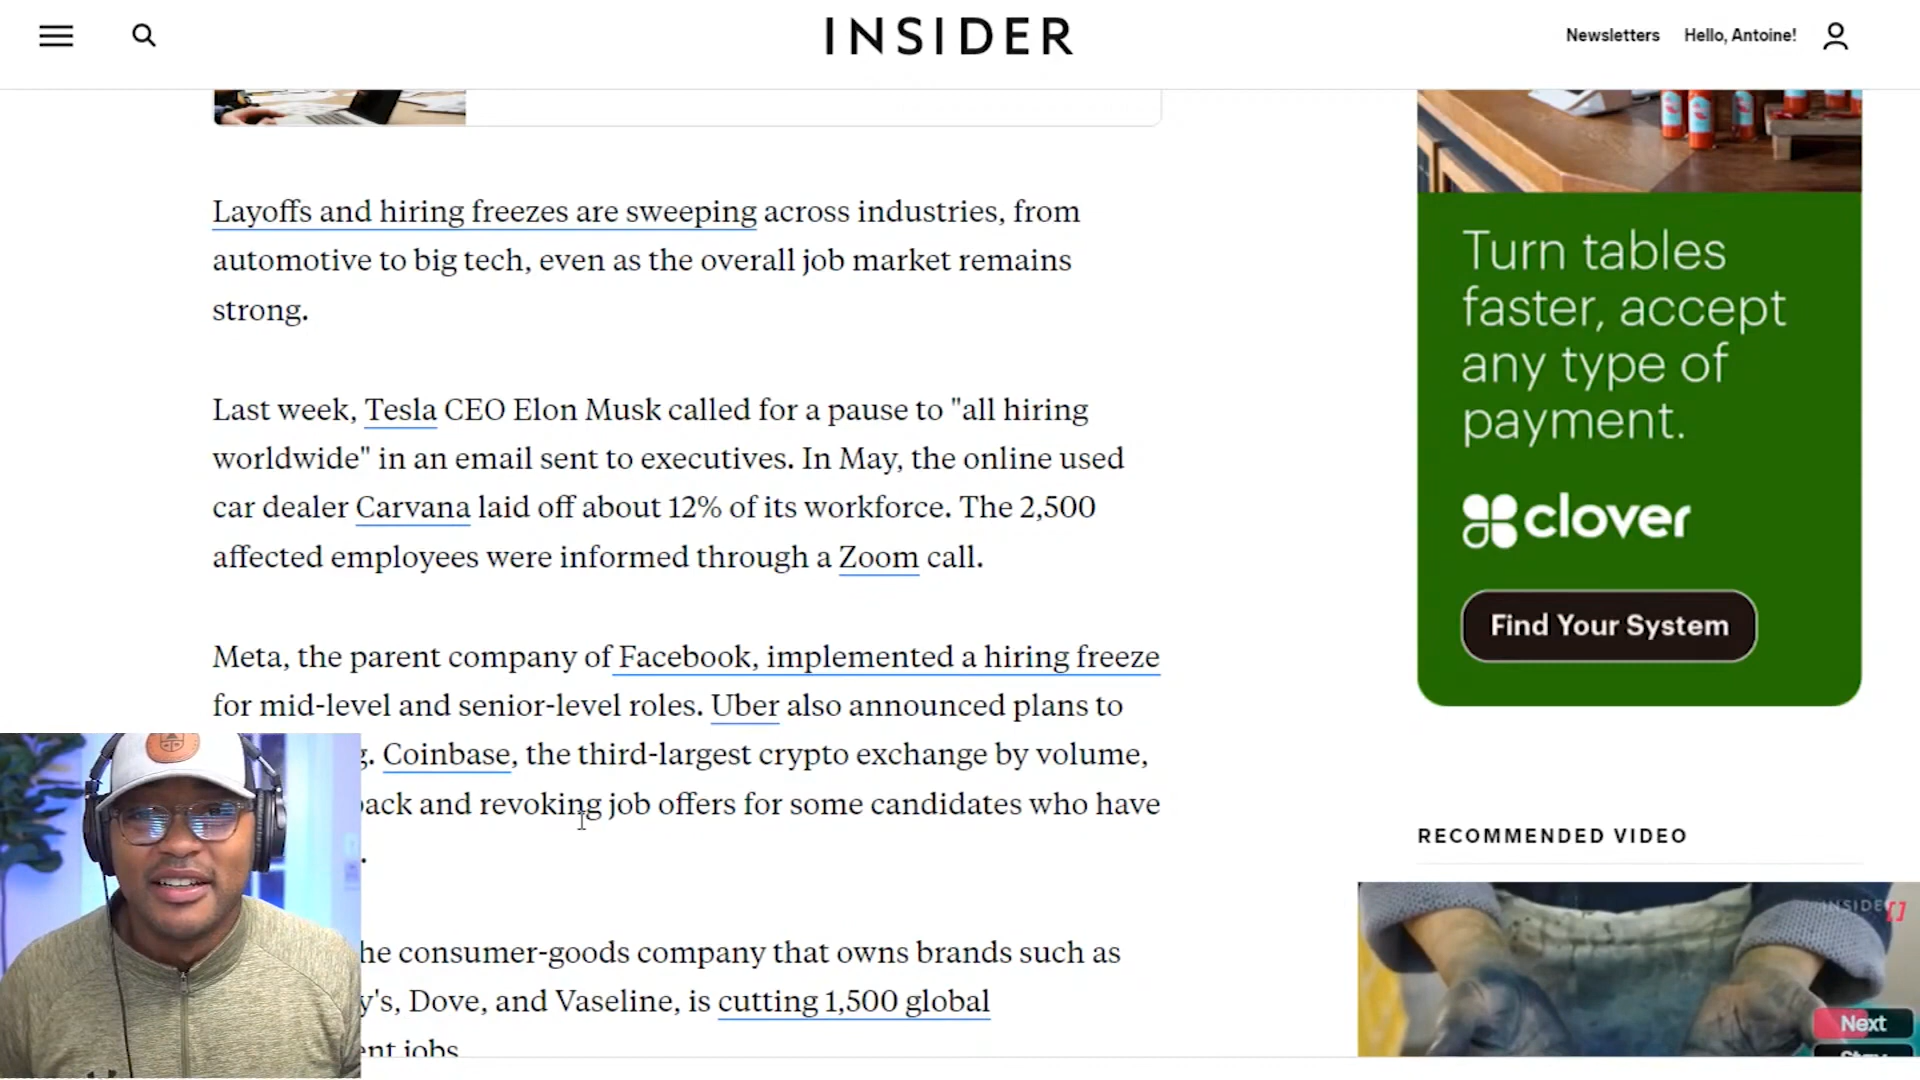 INSIDER
Newsletters
Hello, Antoine!
Layoffs and hiring freezes are sweeping across industries, from
automotive to big tech, even as the overall job market remains
strong.
Last week, Tesla CEO Elon Musk called for a pause to "all hiring
worldwide" in an email sent to executives. In May, the online used
car dealer Carvana laid off about 12% of its workforce. The 2,500
affected employees were informed through a Zoom call.
Meta, the parent company of Facebook, implemented a hiring freeze
for mid-level and senior-level roles. Uber also announced plans to
. Coinbase, the third-largest crypto exchange by volume,
and revoking job offers for some candidates who have
.
consumer-goods company that owns brands such as
Dove, and Vaseline, is cutting 1,500 global
jobs
Turn tables
faster, accept
any type of
payment.
clover
Find Your System
RECOMMENDED VIDEO
INSIDER
Next
Stay